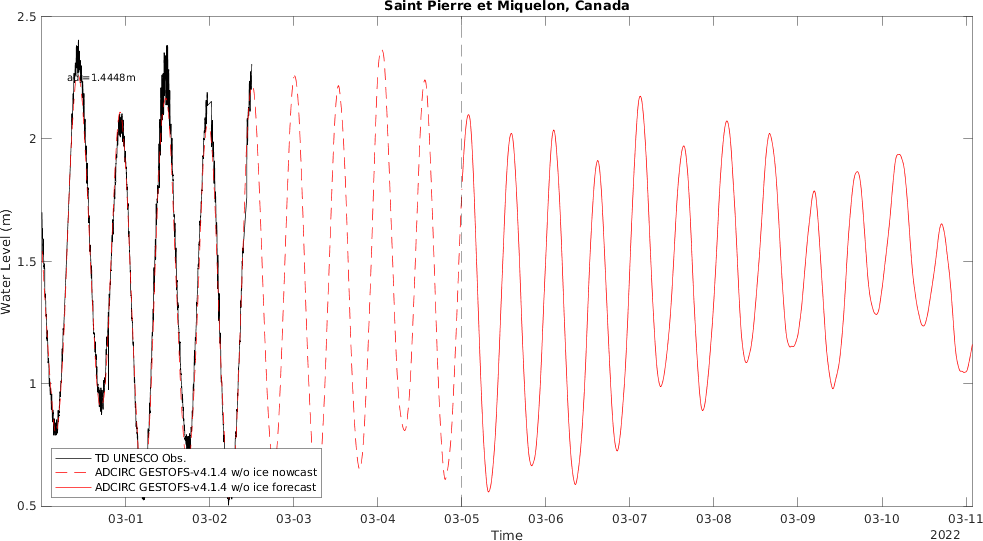 Saint Pierre et Miquelon, Canada
2.5
=1.4448m
2
Water Level (m)
1.5
1
TD UNESCO Obs.
ADCIRC GESTOFS-v4.1.4 w/o ice nowcast
ADCIRC GESTOFS-v4.1.4 w/o ice forecast
0.5
03-01 03-02 03-03 03-04 03-05 03-06 03-07 03-08 03-09 03-10 03-11
Time 2022